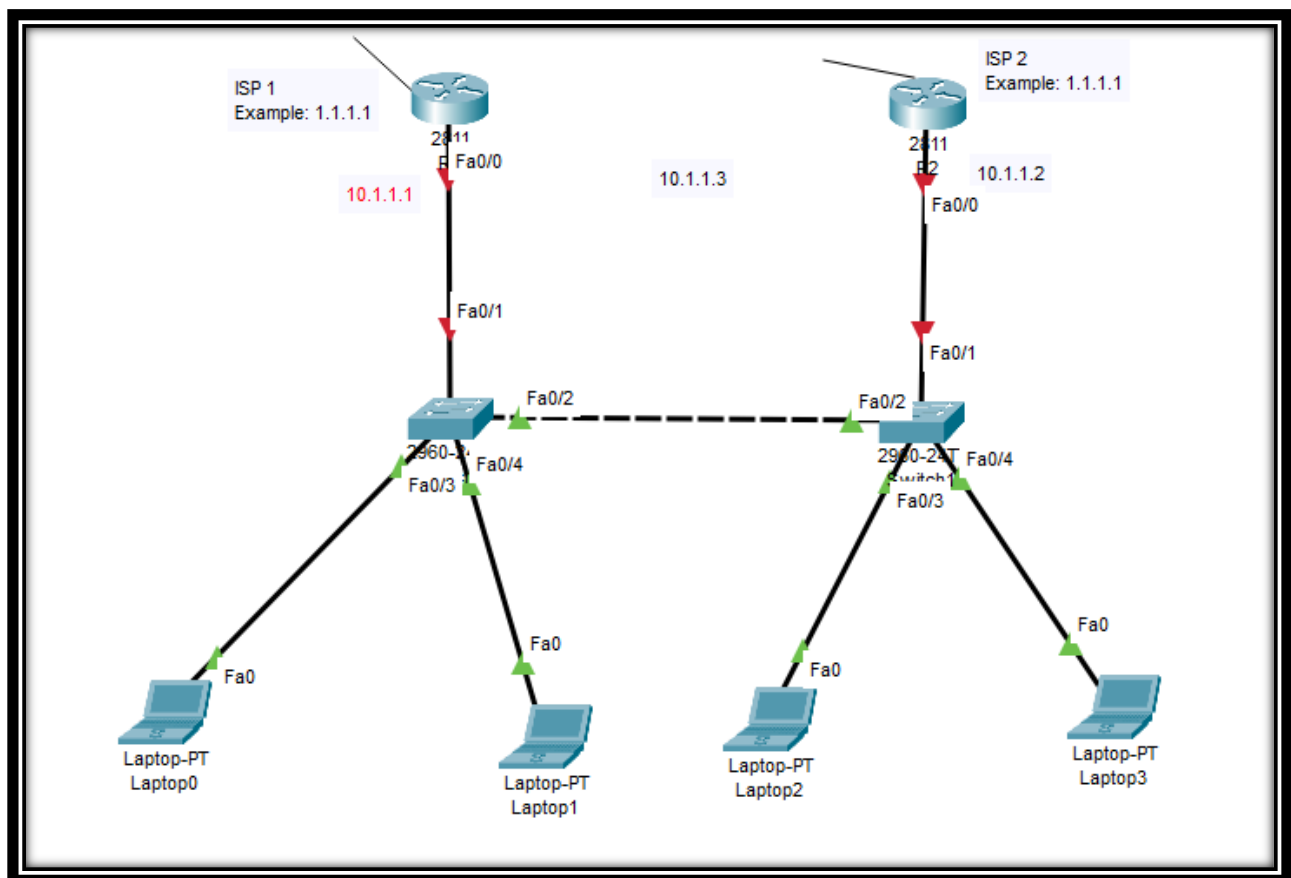 ISP 1
Example: 1.1.1.1
ISP 2
Example: 1.1.1.1
2811
Fa0/0
10.1.1.1
10.1.1.3
2811
10.1.1.2
Fa0/0
Fa0/1
Fa0/1
Fa0/2
Fa0/2
Fa0/4
Fa0/3
Fa0/4
Switch1
Fa0/3
Fa0
Fa0
Fa0
Fa0
Laptop-PT
Laptop0
Laptop-PT
Laptop1
Laptop-PT
Laptop2
Laptop-PT
Laptop3